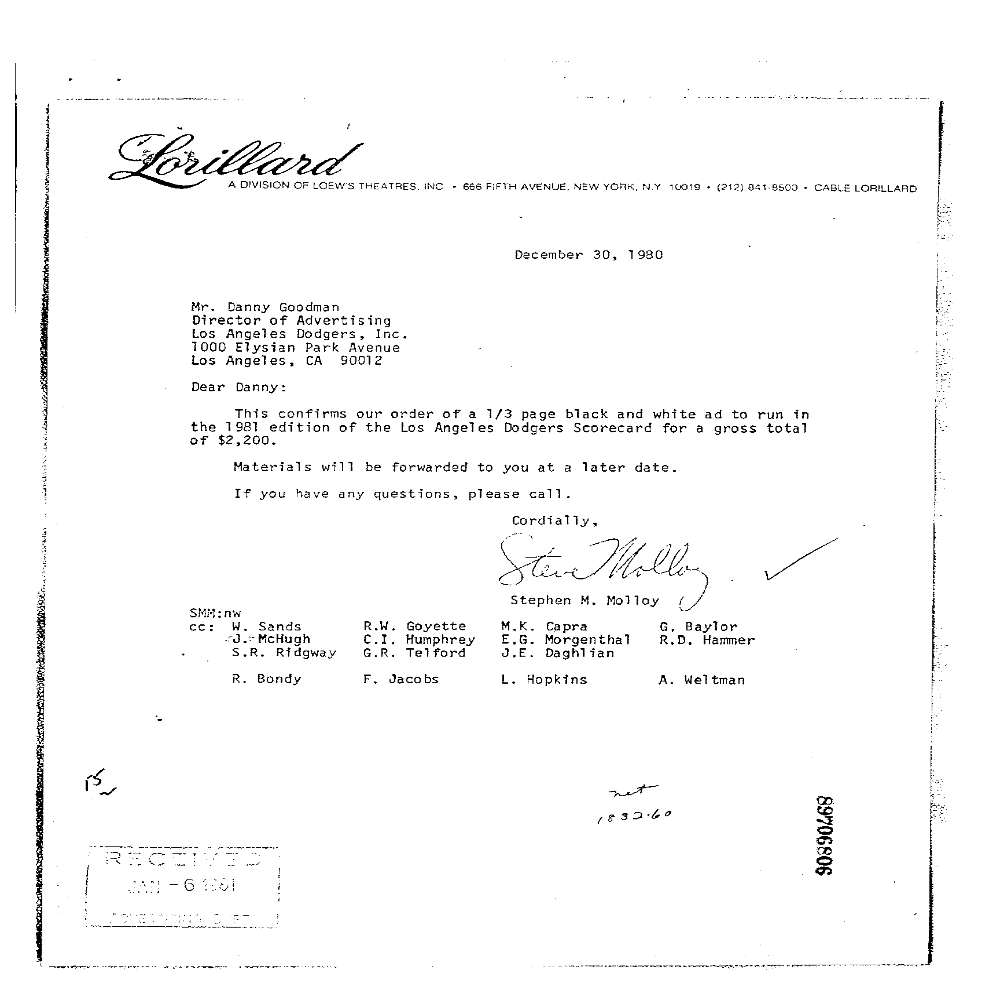 Lorillard
A DIVISION OF LOEW'S THEATRES, INC • 666 FIFTH AVENUE, NEW YORK, N.Y. 10019 • (212) 841-8500 • CABLE LORILLARD
December 30, 1980
Mr. Danny Goodman
Director of Advertising
Los Angeles Dodgers, Inc.
1000 Elysian Park Avenue
Los Angeles, CA 90012
Dear Danny:
This confirms our order of a 1/3 page black and white ad to run in
the 1981 edition of the Los Angeles Dodgers Scorecard for a gross total
of $2,200.
Materials will be forwarded to you at a later date.
If you have any questions, please call.
Cordially,
Steve Molloy
Stephen M. Molloy
SMM:nw
cc: W. Sands R.W. Goyette M.K. Capra G. Baylor
J. McHugh C.I. Humphrey E.G. Morgenthal R.D. Hammer
S.R. Ridgway G.R. Telford J.E. Daghlian
R. Bondy F. Jacobs L. Hopkins A. Weltman
net
1832.60
89706806
RECEIVED
JAN -6 1981